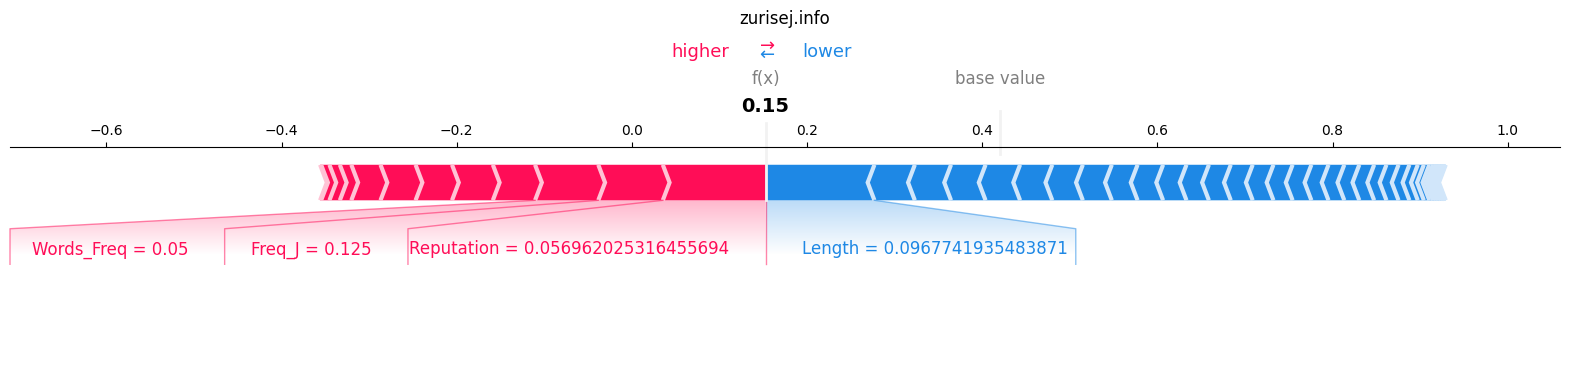 zurisej.info
higher ⇄ lower
f(x) base value
0.15
−0.6 −0.4 −0.2 0.0 0.2 0.4 0.6 0.8 1.0
Words_Freq = 0.05 Freq_J = 0.125 Reputation = 0.056962025316455694 Length = 0.0967741935483871